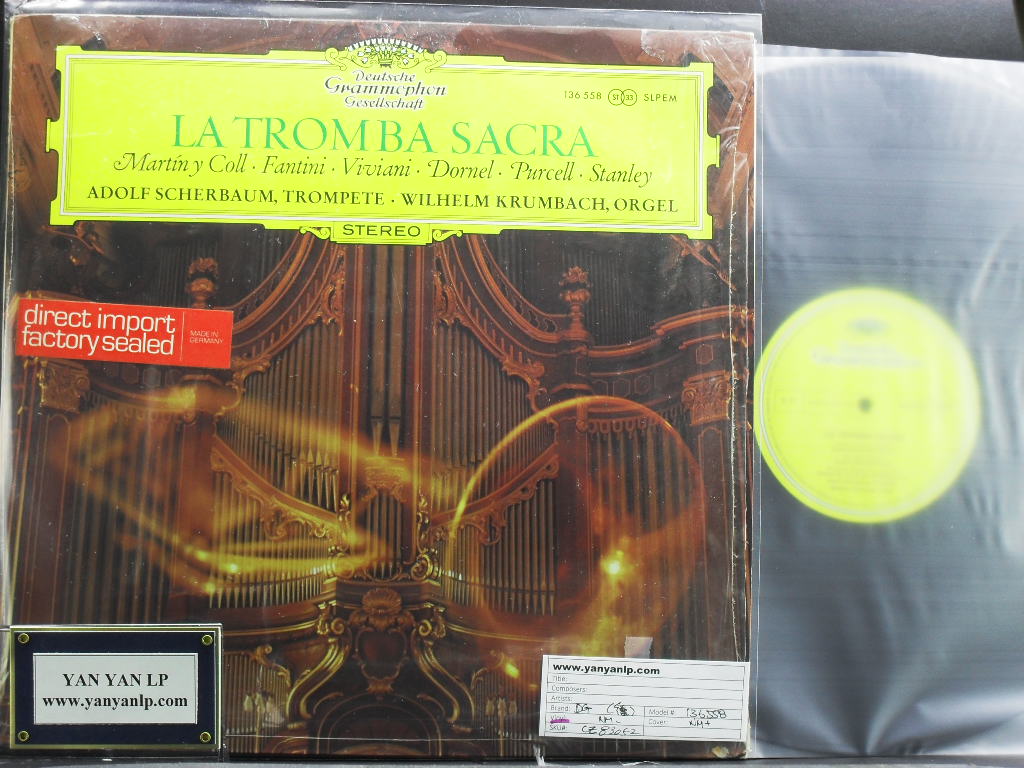 Deutsche
Grammophon
Gesellschaft
136 558 ST 33 SLPEM
LA TROMBA SACRA
Martín y Coll · Fantini · Viviani · Dornel · Purcell · Stanley
ADOLF SCHERBAUM, TROMPETE · WILHELM KRUMBACH, ORGEL
STEREO
direct import
factory sealed
MADE IN
GERMANY
YAN YAN LP
www.yanyanlp.com
www.yanyanlp.com
Title:
Composers:
Artists:
Brand: DG
Model #: 136558
Vinyl: NM-
Cover: NM+
SKU#: